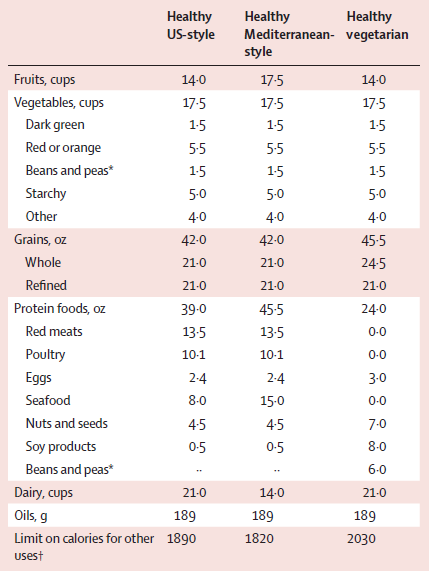 Healthy US-style Healthy Mediterranean-style Healthy vegetarian
Fruits, cups 14·0 17·5 14·0
Vegetables, cups 17·5 17·5 17·5
Dark green 1·5 1·5 1·5
Red or orange 5·5 5·5 5·5
Beans and peas* 1·5 1·5 1·5
Starchy 5·0 5·0 5·0
Other 4·0 4·0 4·0
Grains, oz 42·0 42·0 45·5
Whole 21·0 21·0 24·5
Refined 21·0 21·0 21·0
Protein foods, oz 39·0 45·5 24·0
Red meats 13·5 13·5 0·0
Poultry 10·1 10·1 0·0
Eggs 2·4 2·4 3·0
Seafood 8·0 15·0 0·0
Nuts and seeds 4·5 4·5 7·0
Soy products 0·5 0·5 8·0
Beans and peas* ·· ·· 6·0
Dairy, cups 21·0 14·0 21·0
Oils, g 189 189 189
Limit on calories for other 1890 1820 2030
uses†